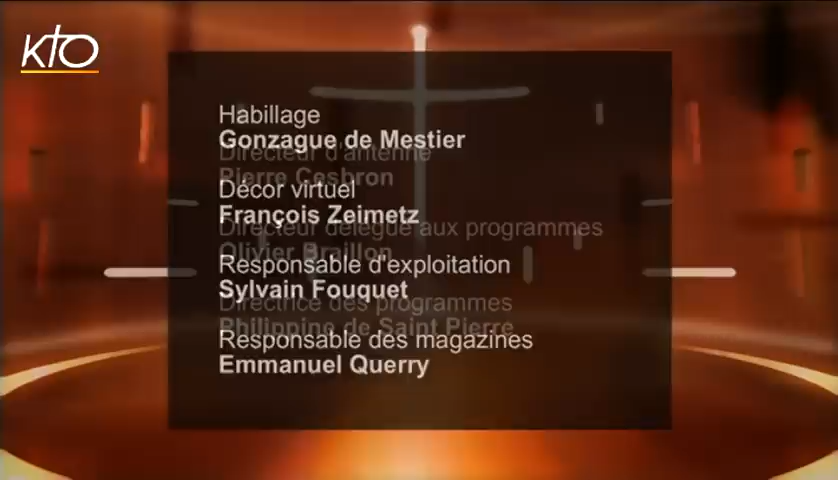 KTO
Habillage
Gonzague de Mestier
Directeur d'antenne
Pierre Cesbron
Décor virtuel
François Zeimetz
Directeur délégué aux programmes
Olivier Braillon
Responsable d'exploitation
Sylvain Fouquet
Directrice des programmes
Philippine de Saint Pierre
Responsable des magazines
Emmanuel Querry